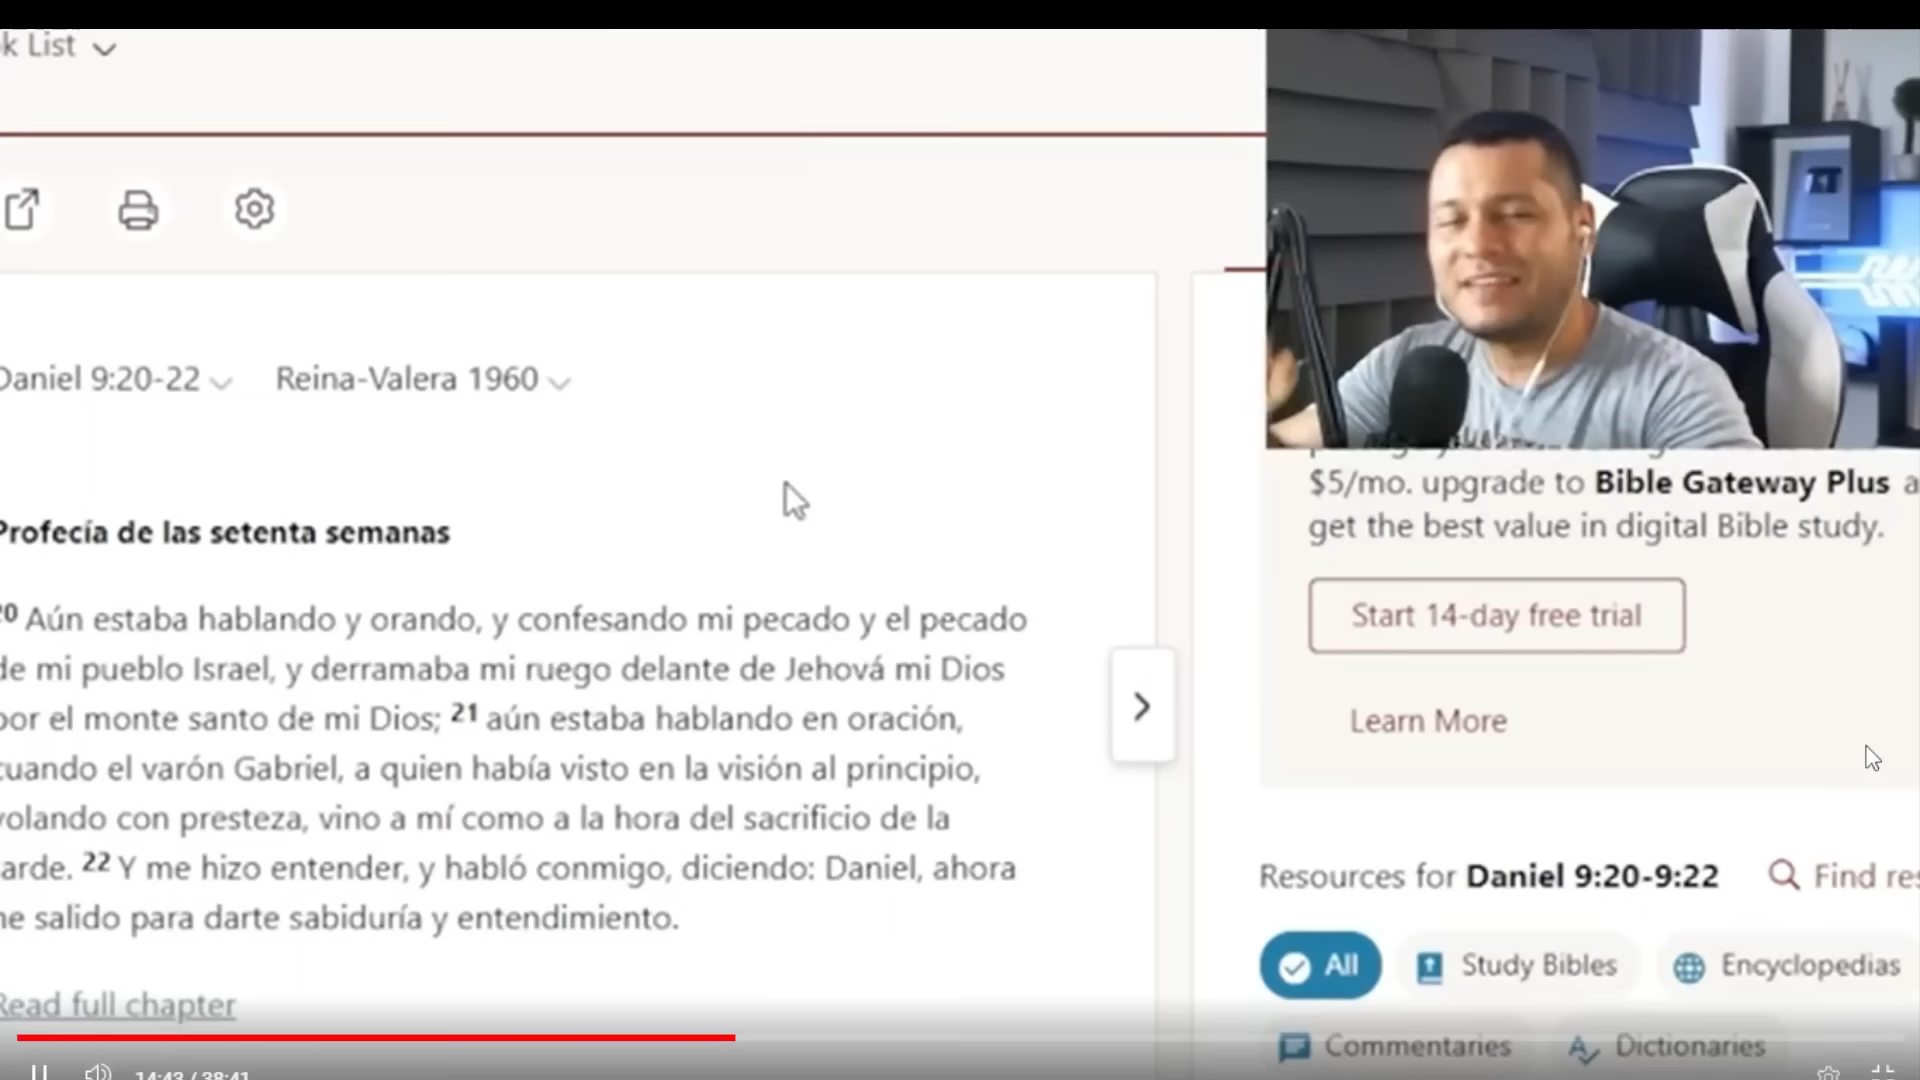 k List
Daniel 9:20-22 Reina-Valera 1960
Profecía de las setenta semanas
20 Aún estaba hablando y orando, y confesando mi pecado y el pecado
de mi pueblo Israel, y derramaba mi ruego delante de Jehová mi Dios
por el monte santo de mi Dios; 21 aún estaba hablando en oración,
cuando el varón Gabriel, a quien había visto en la visión al principio,
volando con presteza, vino a mí como a la hora del sacrificio de la
arde. 22 Y me hizo entender, y habló conmigo, diciendo: Daniel, ahora
he salido para darte sabiduría y entendimiento.
Read full chapter
$5/mo. upgrade to Bible Gateway Plus a
get the best value in digital Bible study.
Start 14-day free trial
Learn More
Resources for Daniel 9:20-9:22 Find res
All Study Bibles Encyclopedias
Commentaries Dictionaries
14:43 / 38:41